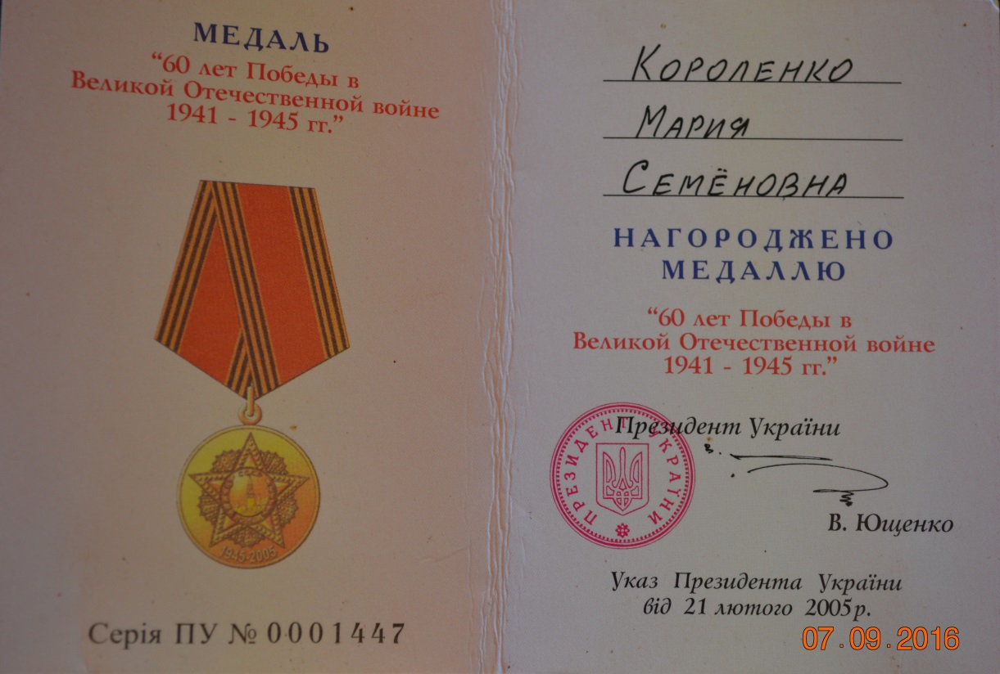 МЕДАЛЬ
“60 лет Победы в
Великой Отечественной войне
1941 - 1945 гг.”
СССР
1945-2005
Серія ПУ № 0001447
Короленко
Мария
Семёновна
НАГОРОДЖЕНО
МЕДАЛЛЮ
“60 лет Победы в
Великой Отечественной войне
1941 - 1945 гг.”
Президент України
ПРЕЗИДЕНТ УКРАЇНИ
В. Ющенко
Указ Президента України
від 21 лютого 2005 р.
07.09.2016